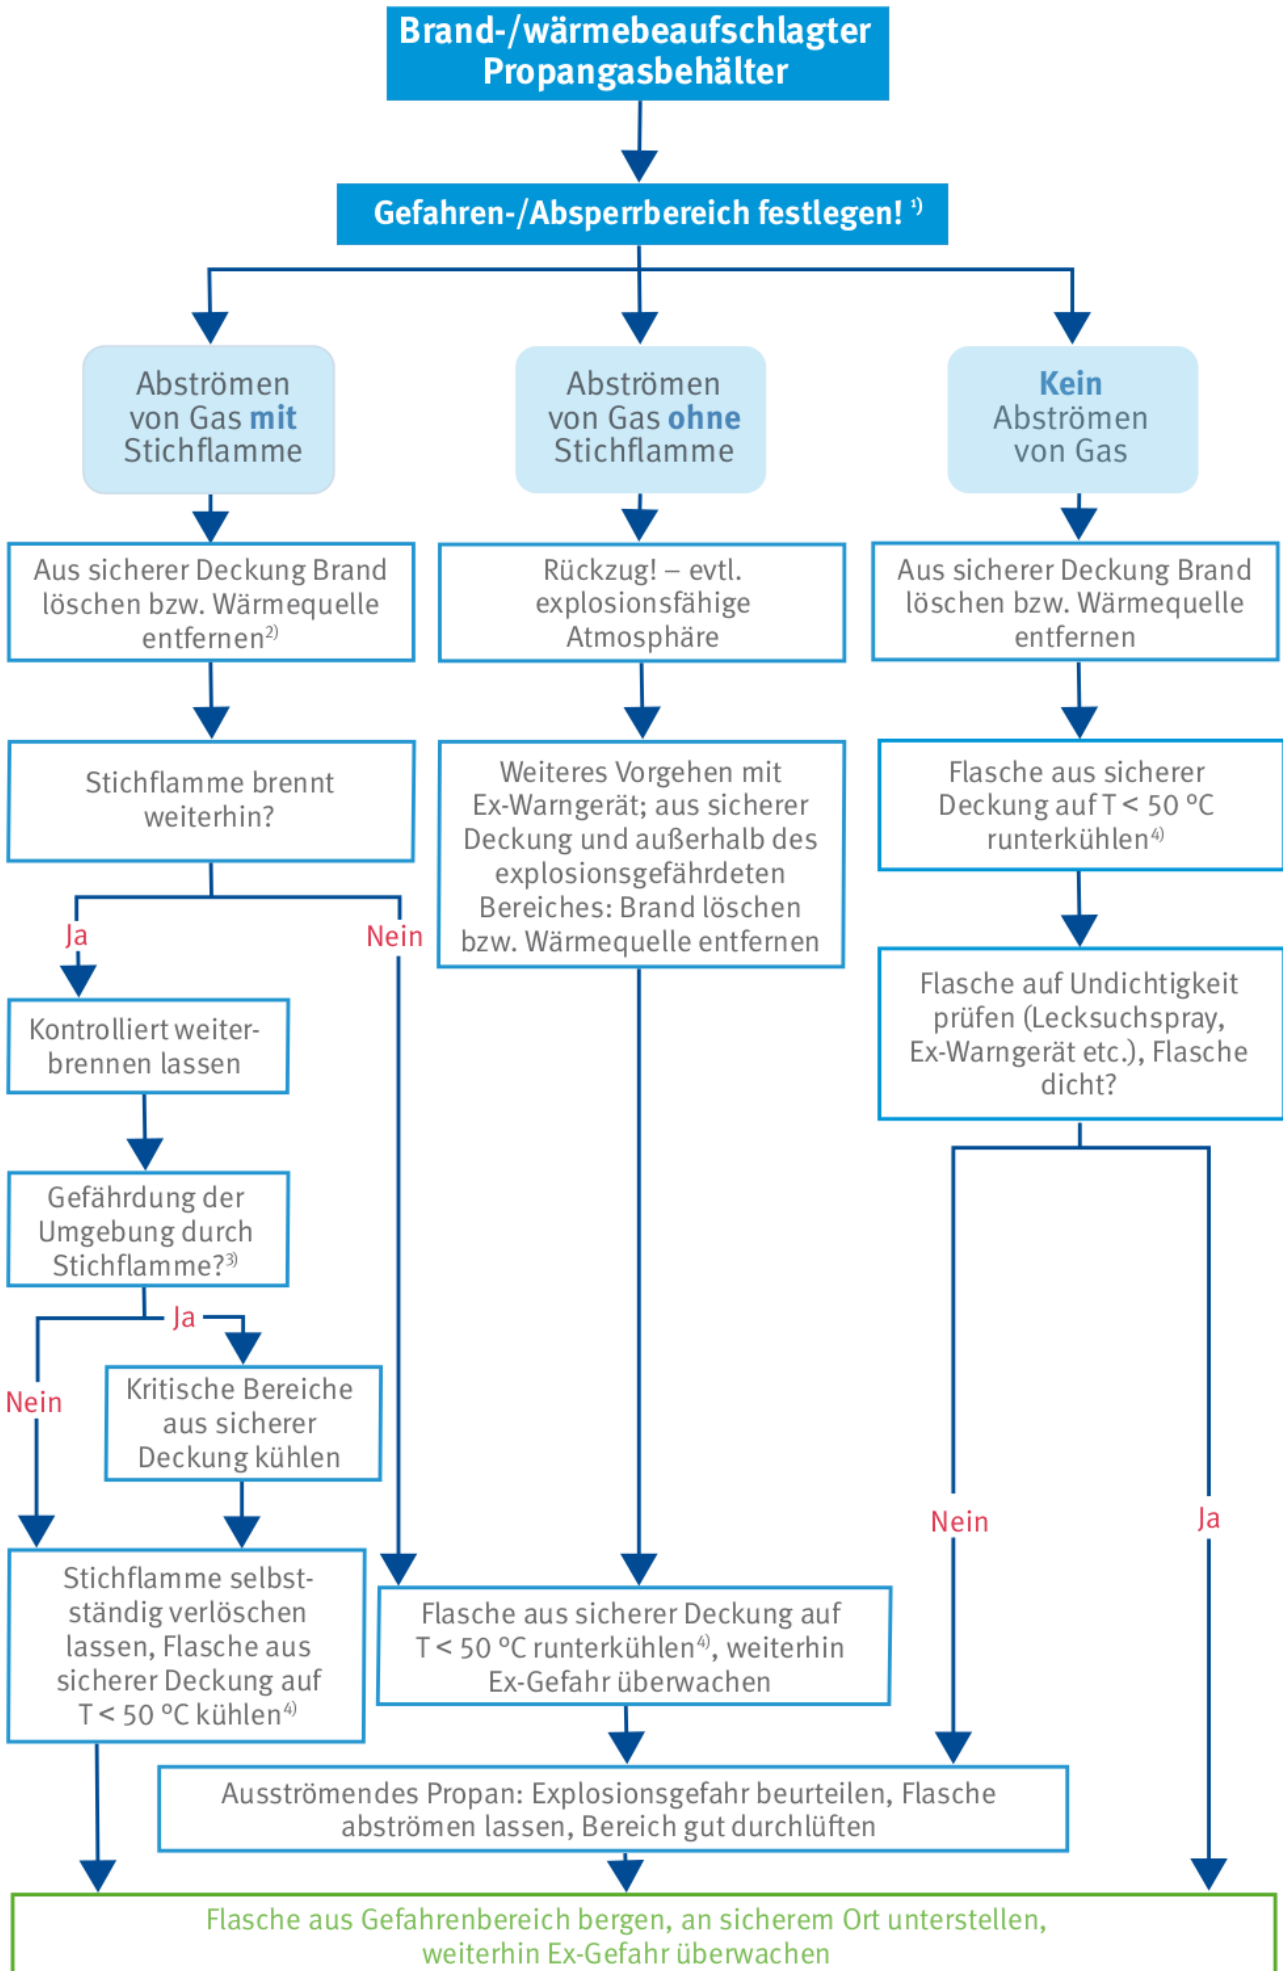 Brand-/wärmebeaufschlagter
Propangasbehälter
Gefahren-/Absperrbereich festlegen! ¹⁾
Abströmen
von Gas mit
Stichflamme
Abströmen
von Gas ohne
Stichflamme
Kein
Abströmen
von Gas
Aus sicherer Deckung Brand
löschen bzw. Wärmequelle
entfernen²⁾
Rückzug! – evtl.
explosionsfähige
Atmosphäre
Aus sicherer Deckung Brand
löschen bzw. Wärmequelle
entfernen
Stichflamme brennt
weiterhin?
Weiteres Vorgehen mit
Ex-Warngerät; aus sicherer
Deckung und außerhalb des
explosionsgefährdeten
Bereiches: Brand löschen
bzw. Wärmequelle entfernen
Flasche aus sicherer
Deckung auf T < 50 °C
runterkühlen⁴⁾
Ja
Nein
Flasche auf Undichtigkeit
prüfen (Lecksuchspray,
Ex-Warngerät etc.), Flasche
dicht?
Kontrolliert weiter-
brennen lassen
Gefährdung der
Umgebung durch
Stichflamme?³⁾
Ja
Nein
Kritische Bereiche
aus sicherer
Deckung kühlen
Nein
Ja
Stichflamme selbst-
ständig verlöschen
lassen, Flasche aus
sicherer Deckung auf
T < 50 °C kühlen⁴⁾
Flasche aus sicherer Deckung auf
T < 50 °C runterkühlen⁴⁾, weiterhin
Ex-Gefahr überwachen
Ausströmendes Propan: Explosionsgefahr beurteilen, Flasche
abströmen lassen, Bereich gut durchlüften
Flasche aus Gefahrenbereich bergen, an sicherem Ort unterstellen,
weiterhin Ex-Gefahr überwachen